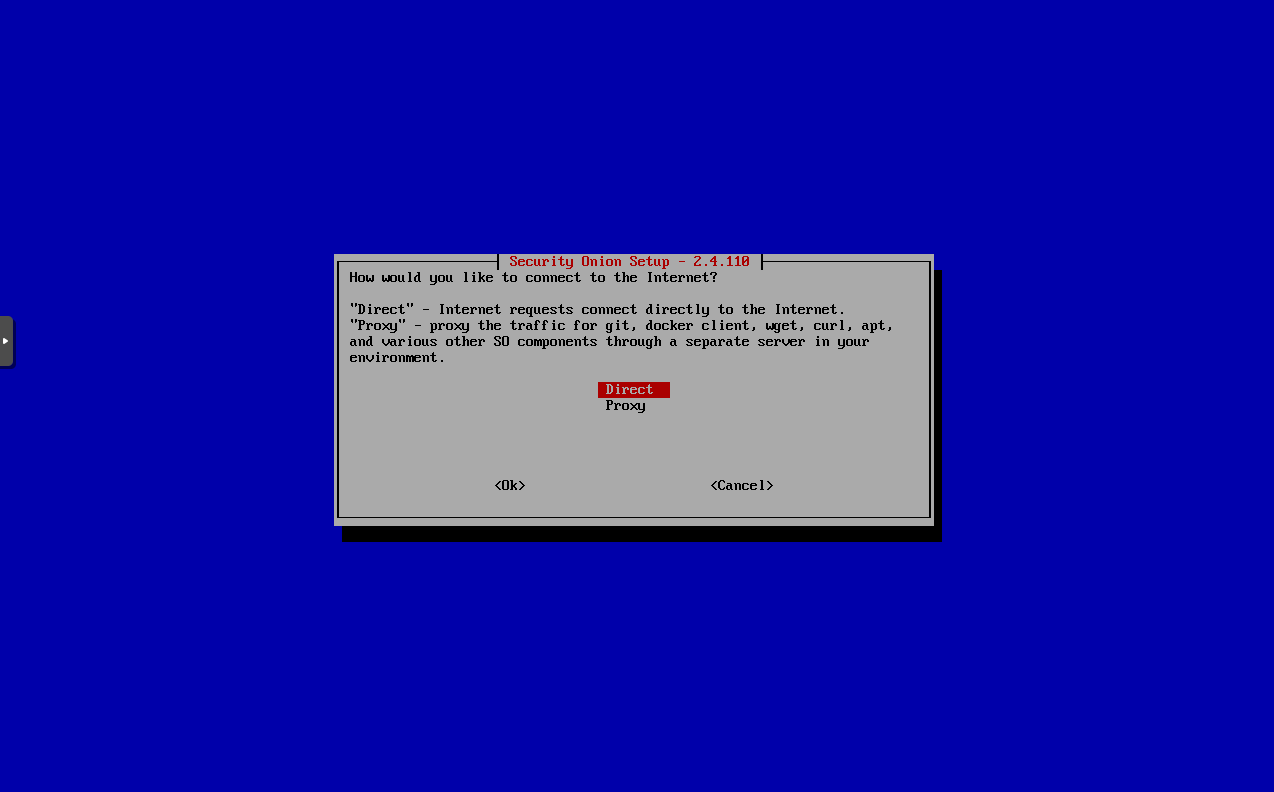 Security Onion Setup - 2.4.110
How would you like to connect to the Internet?
"Direct" - Internet requests connect directly to the Internet.
"Proxy" - proxy the traffic for git, docker client, wget, curl, apt,
and various other SO components through a separate server in your
environment.
Direct
Proxy
<Ok> <Cancel>